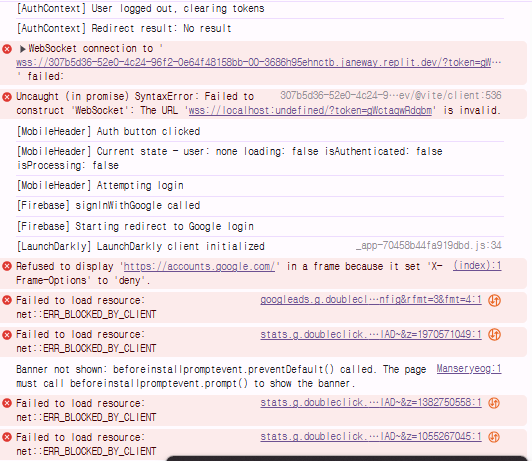 [AuthContext] User logged out, clearing tokens
[AuthContext] Redirect result: No result
▶WebSocket connection to '
wss://307b5d36-52e0-4c24-96f2-0e64f48158bb-00-3686h95ehnctb.janeway.replit.dev/?token=gW…
' failed:
Uncaught (in promise) SyntaxError: Failed to 307b5d36-52e0-4c24-9…ev/@vite/client:536
construct 'WebSocket': The URL 'wss://localhost:undefined/?token=gWctaqwRdqbm' is invalid.
[MobileHeader] Auth button clicked
[MobileHeader] Current state - user: none loading: false isAuthenticated: false
isProcessing: false
[MobileHeader] Attempting login
[Firebase] signInWithGoogle called
[Firebase] Starting redirect to Google login
[LaunchDarkly] LaunchDarkly client initialized _app-70458b44fa919dbd.js:34
Refused to display 'https://accounts.google.com/' in a frame because it set 'X- (index):1
Frame-Options' to 'deny'.
Failed to load resource: googleads.g.doublecl…nfig&rfmt=3&fmt=4:1
net::ERR_BLOCKED_BY_CLIENT
Failed to load resource: stats.g.doubleclick.…IAD~&z=1970571049:1
net::ERR_BLOCKED_BY_CLIENT
Banner not shown: beforeinstallpromptevent.preventDefault() called. The page Manseryeog:1
must call beforeinstallpromptevent.prompt() to show the banner.
Failed to load resource: stats.g.doubleclick.…IAD~&z=1382750558:1
net::ERR_BLOCKED_BY_CLIENT
Failed to load resource: stats.g.doubleclick.…IAD~&z=1055267045:1
net::ERR_BLOCKED_BY_CLIENT